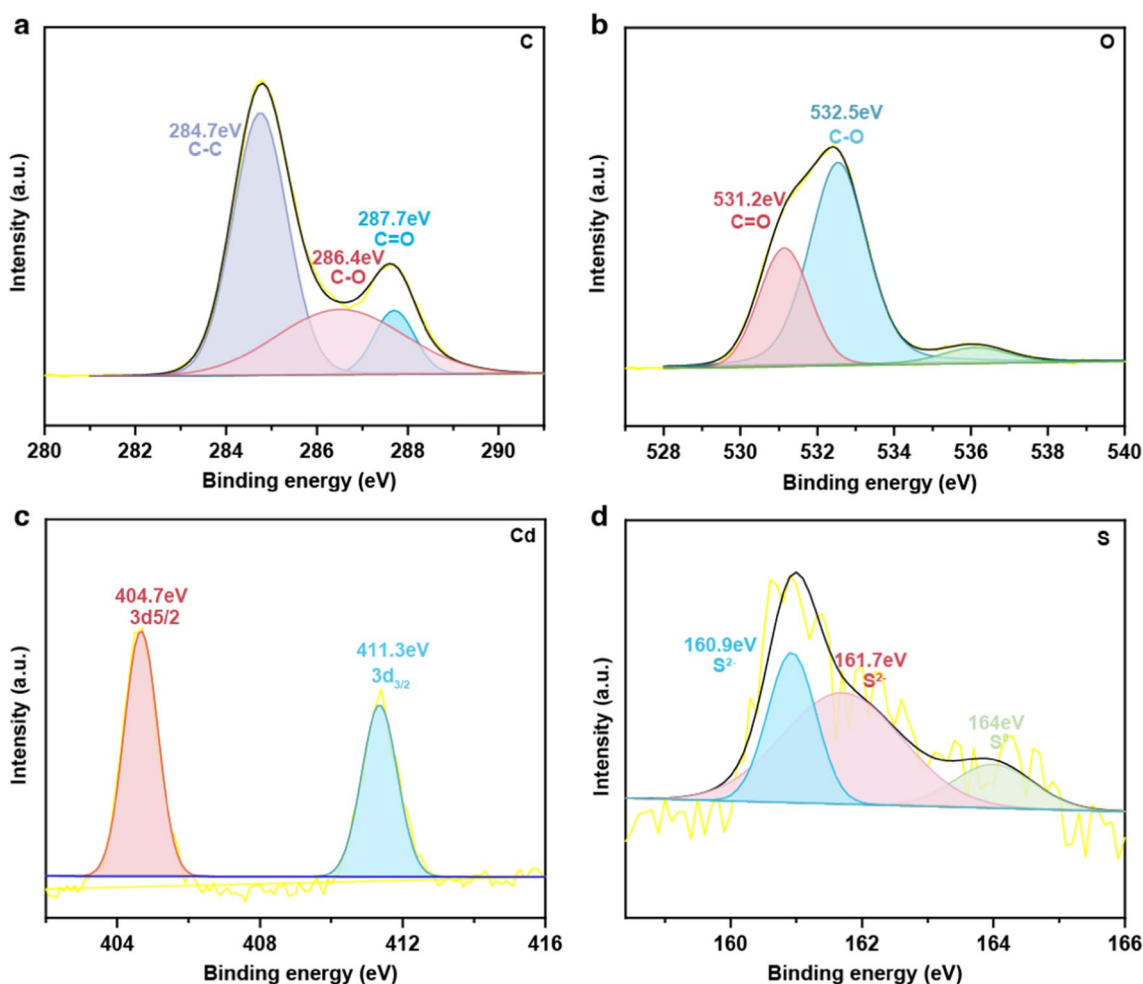 a
C
284.7eV
C-C
287.7eV
C=O
286.4eV
C-O
Intensity (a.u.)
280 282 284 286 288 290
Binding energy (eV)
b
O
532.5eV
C-O
531.2eV
C=O
Intensity (a.u.)
528 530 532 534 536 538 540
Binding energy (eV)
c
Cd
404.7eV
3d5/2
411.3eV
3d3/2
Intensity (a.u.)
404 408 412 416
Binding energy (eV)
d
S
160.9eV
S2-
161.7eV
S2-
164eV
Intensity (a.u.)
160 162 164 166
Binding energy (eV)